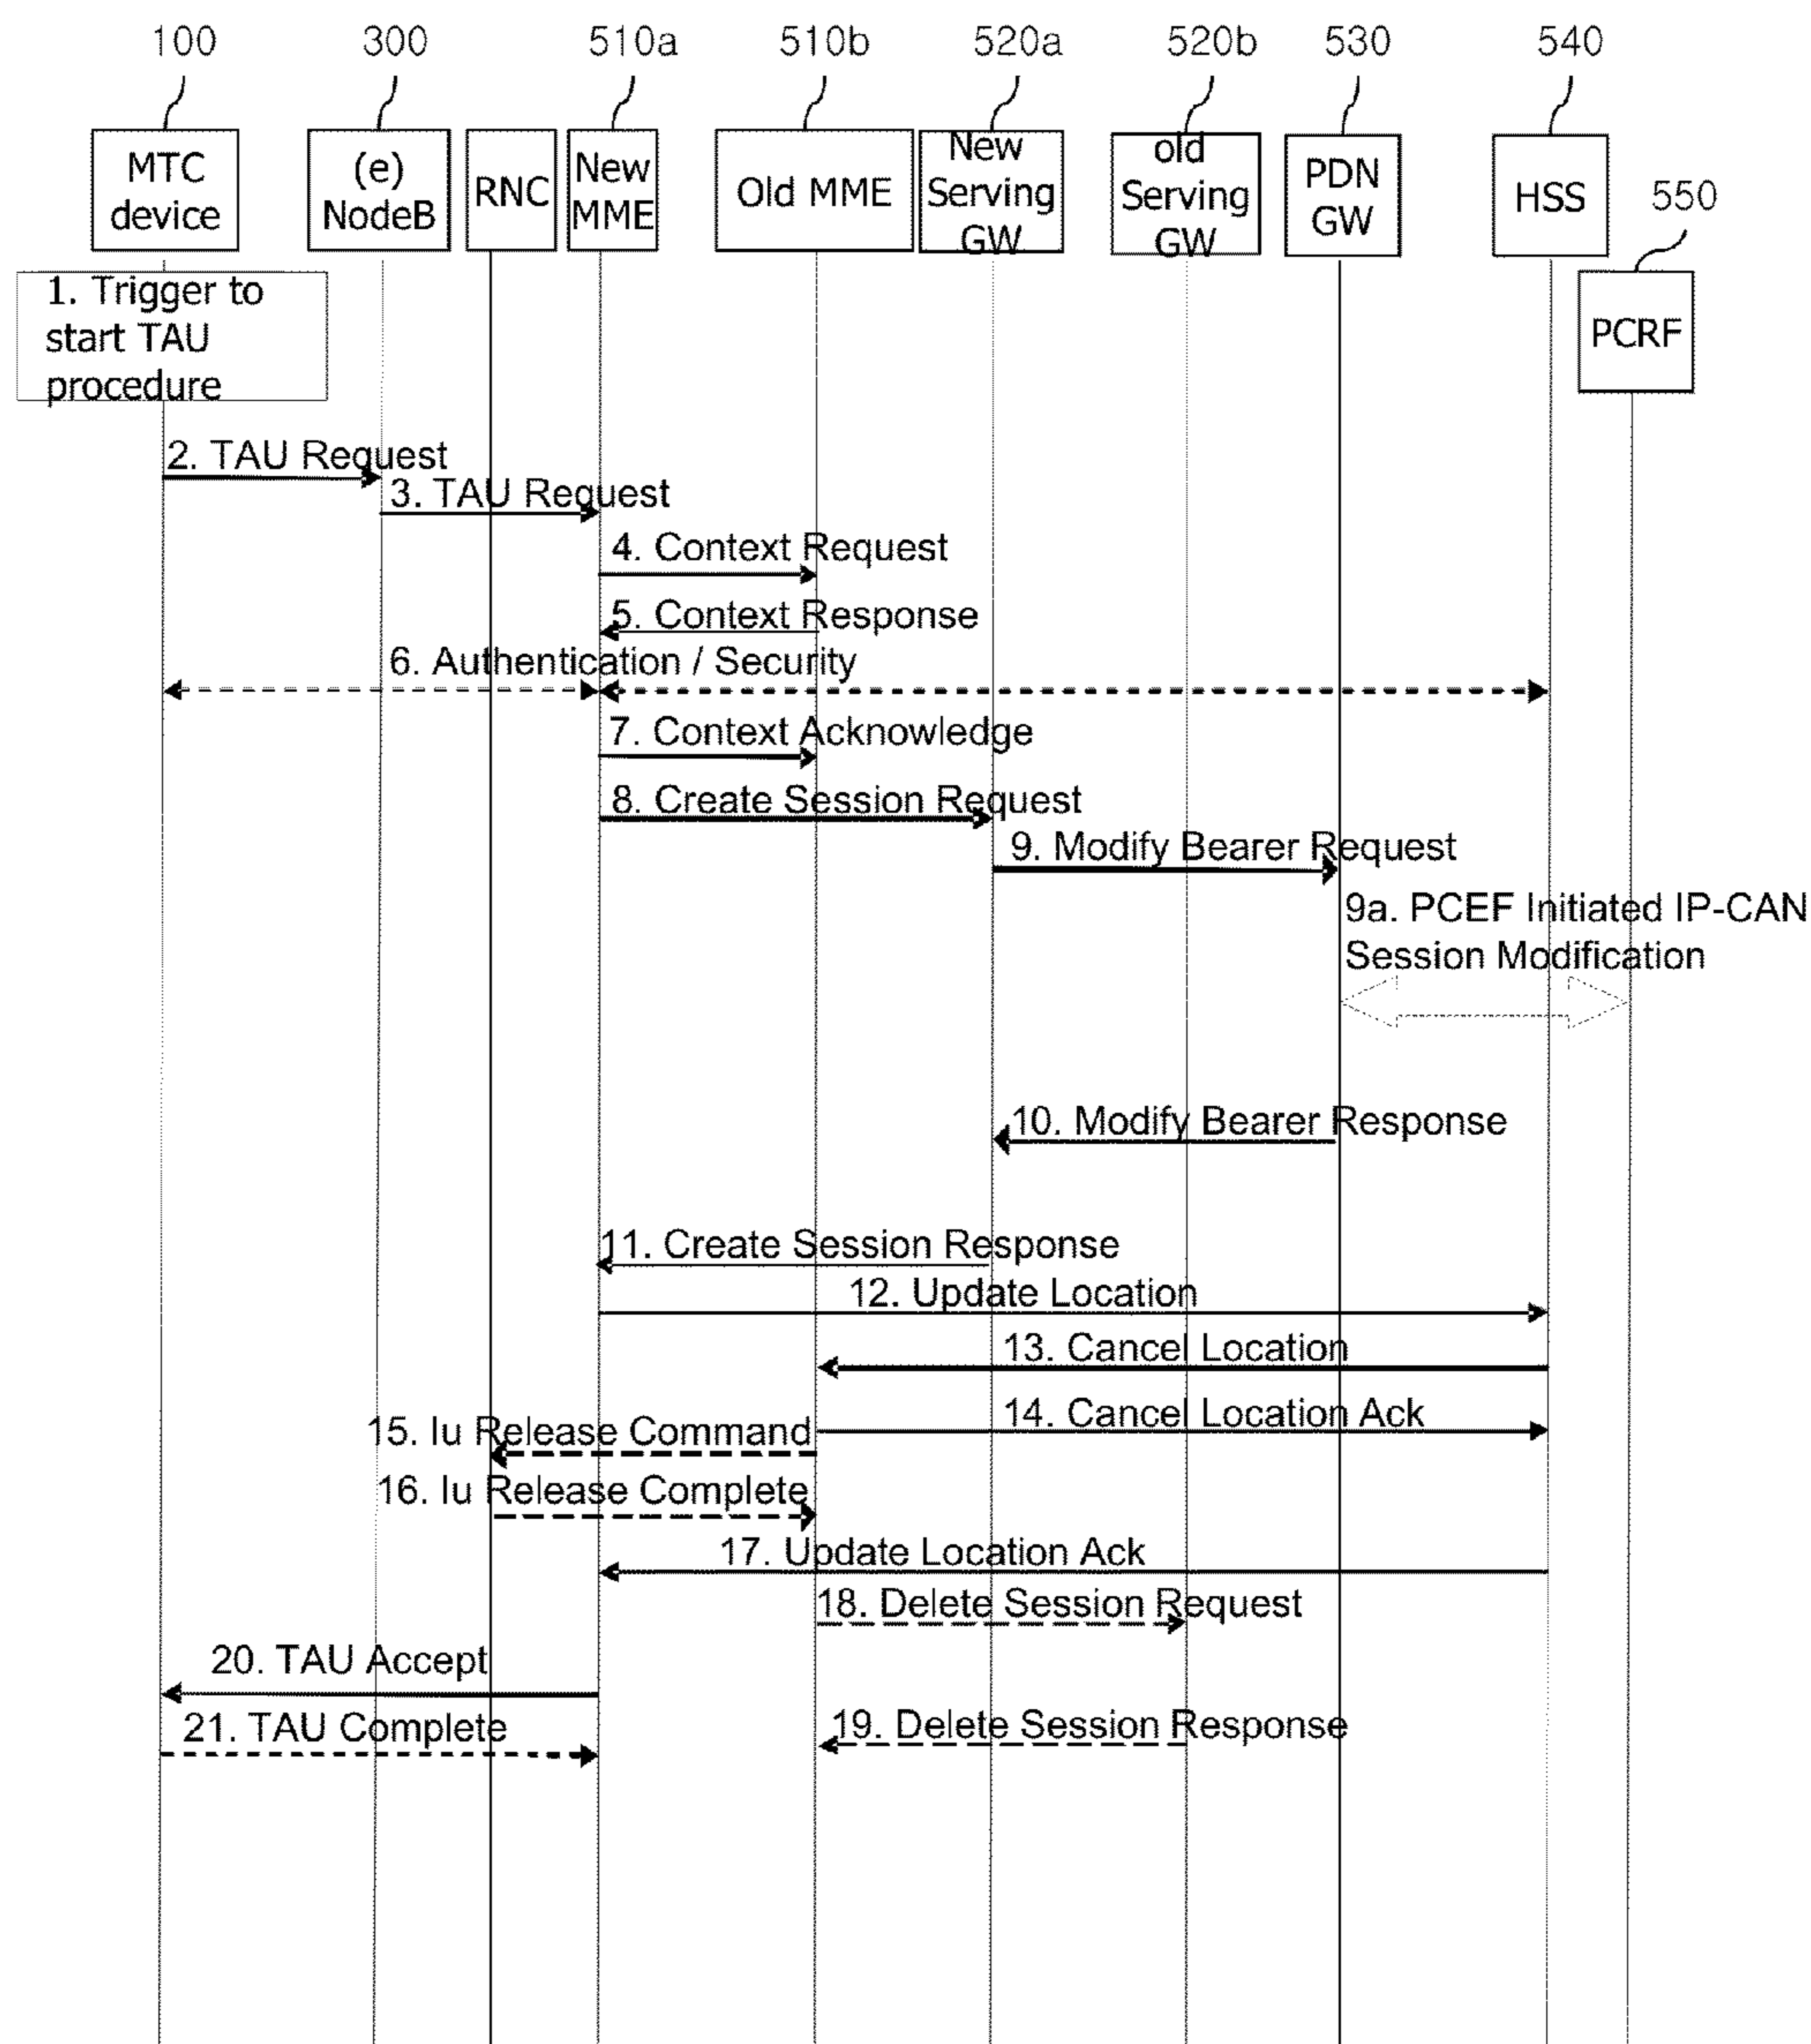 100
300
510a
510b
520a
520b
530
540
MTC
device
(e)
NodeB
RNC
New
MME
Old MME
New
Serving
GW
old
Serving
GW
PDN
GW
HSS
550
PCRF
1. Trigger to
start TAU
procedure
2. TAU Request
3. TAU Request
4. Context Request
5. Context Response
6. Authentication / Security
7. Context Acknowledge
8. Create Session Request
9. Modify Bearer Request
9a. PCEF Initiated IP-CAN
Session Modification
10. Modify Bearer Response
11. Create Session Response
12. Update Location
13. Cancel Location
14. Cancel Location Ack
15. Iu Release Command
16. Iu Release Complete
17. Update Location Ack
18. Delete Session Request
20. TAU Accept
21. TAU Complete
19. Delete Session Response